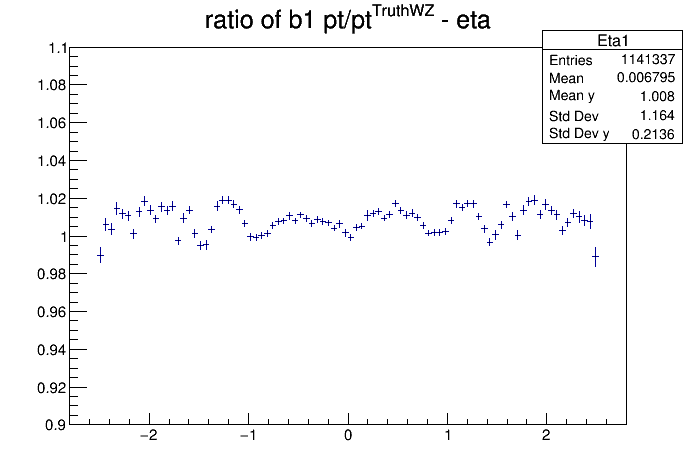 ratio of b1 pt/pt^TruthWZ - eta
Eta1
Entries 1141337
Mean 0.006795
Mean y 1.008
Std Dev 1.164
Std Dev y 0.2136
1.1
1.08
1.06
1.04
1.02
1
0.98
0.96
0.94
0.92
0.9
−2 −1 0 1 2